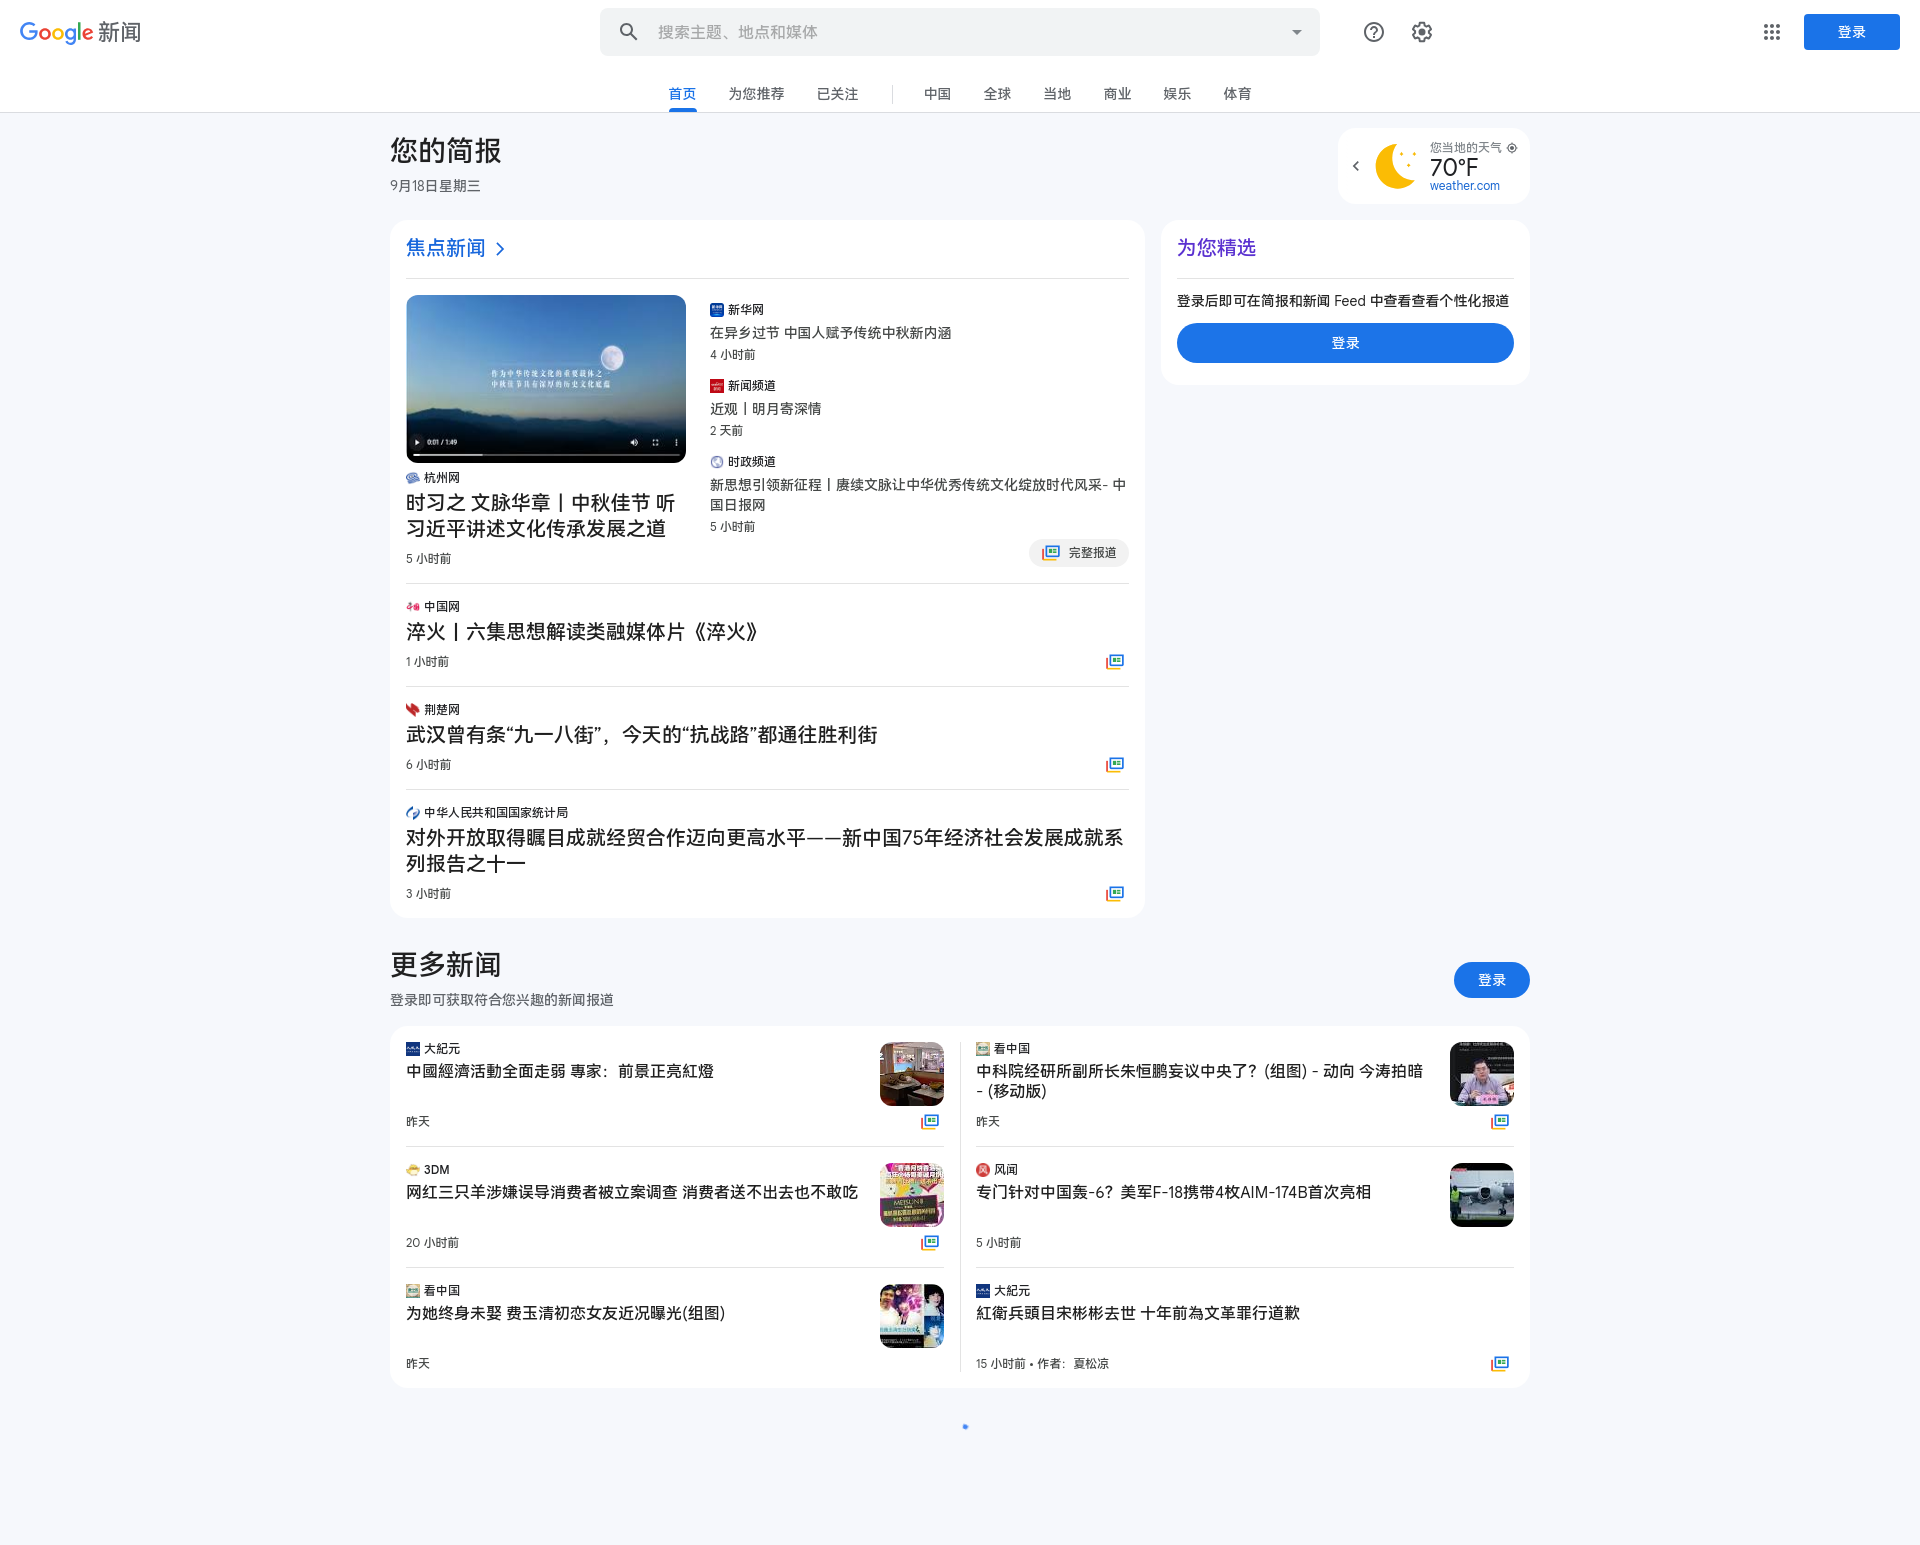 Google 新闻
搜索主题、地点和媒体
登录
首页
为您推荐
已关注
中国
全球
当地
商业
娱乐
体育
您的简报
9月18日星期三
您当地的天气
70°F
weather.com
焦点新闻
作为中华传统文化的重要载体之一
中秋佳节具有深厚的历史文化底蕴
0:01 / 1:49
杭州网
时习之 文脉华章丨中秋佳节 听
习近平讲述文化传承发展之道
5 小时前
新华网
在异乡过节 中国人赋予传统中秋新内涵
4 小时前
新闻频道
近观丨明月寄深情
2 天前
时政频道
新思想引领新征程丨赓续文脉让中华优秀传统文化绽放时代风采- 中
国日报网
5 小时前
完整报道
中国网
淬火丨六集思想解读类融媒体片《淬火》
1 小时前
荆楚网
武汉曾有条“九一八街”，今天的“抗战路”都通往胜利街
6 小时前
中华人民共和国国家统计局
对外开放取得瞩目成就经贸合作迈向更高水平——新中国75年经济社会发展成就系
列报告之十一
3 小时前
为您精选
登录后即可在简报和新闻 Feed 中查看查看个性化报道
登录
更多新闻
登录即可获取符合您兴趣的新闻报道
登录
大紀元
中國經濟活動全面走弱 專家：前景正亮紅燈
昨天
看中国
中科院经研所副所长朱恒鹏妄议中央了？(组图) - 动向 今涛拍暗
- (移动版)
昨天
3DM
网红三只羊涉嫌误导消费者被立案调查 消费者送不出去也不敢吃
20 小时前
风闻
专门针对中国轰-6？美军F-18携带4枚AIM-174B首次亮相
5 小时前
看中国
为她终身未娶 费玉清初恋女友近况曝光(组图)
昨天
大紀元
紅衛兵頭目宋彬彬去世 十年前為文革罪行道歉
15 小时前 • 作者：夏松凉